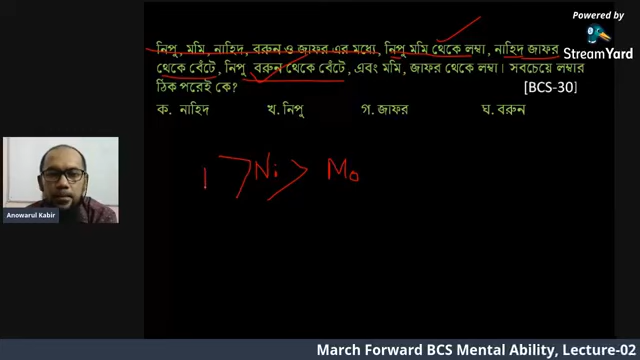 Powered by
StreamYard
নিপু, মমি, নাহিদ, বরুন ও জাফর এর মধ্যে, নিপু মমি থেকে লম্বা, নাহিদ জাফর
থেকে বেঁটে, নিপু বরুন থেকে বেঁটে, এবং মমি, জাফর থেকে লম্বা। সবচেয়ে লম্বার
ঠিক পরেই কে? [BCS-30]
ক. নাহিদ খ. নিপু গ. জাফর ঘ. বরুন
> Ni > Mo
Anowarul Kabir
March Forward BCS Mental Ability, Lecture-02